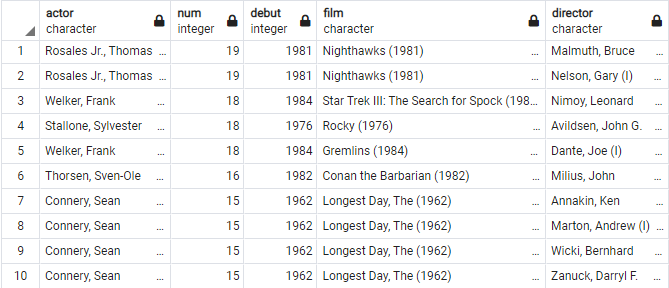 actor num debut film director
character integer integer character character
1 Rosales Jr., Thomas ... 19 1981 Nighthawks (1981) ... Malmuth, Bruce ...
2 Rosales Jr., Thomas ... 19 1981 Nighthawks (1981) ... Nelson, Gary (I) ...
3 Welker, Frank ... 18 1984 Star Trek III: The Search for Spock (198... Nimoy, Leonard ...
4 Stallone, Sylvester ... 18 1976 Rocky (1976) ... Avildsen, John G. ...
5 Welker, Frank ... 18 1984 Gremlins (1984) ... Dante, Joe (I) ...
6 Thorsen, Sven-Ole ... 16 1982 Conan the Barbarian (1982) ... Milius, John ...
7 Connery, Sean ... 15 1962 Longest Day, The (1962) ... Annakin, Ken ...
8 Connery, Sean ... 15 1962 Longest Day, The (1962) ... Marton, Andrew (I) ...
9 Connery, Sean ... 15 1962 Longest Day, The (1962) ... Wicki, Bernhard ...
10 Connery, Sean ... 15 1962 Longest Day, The (1962) ... Zanuck, Darryl F. ...